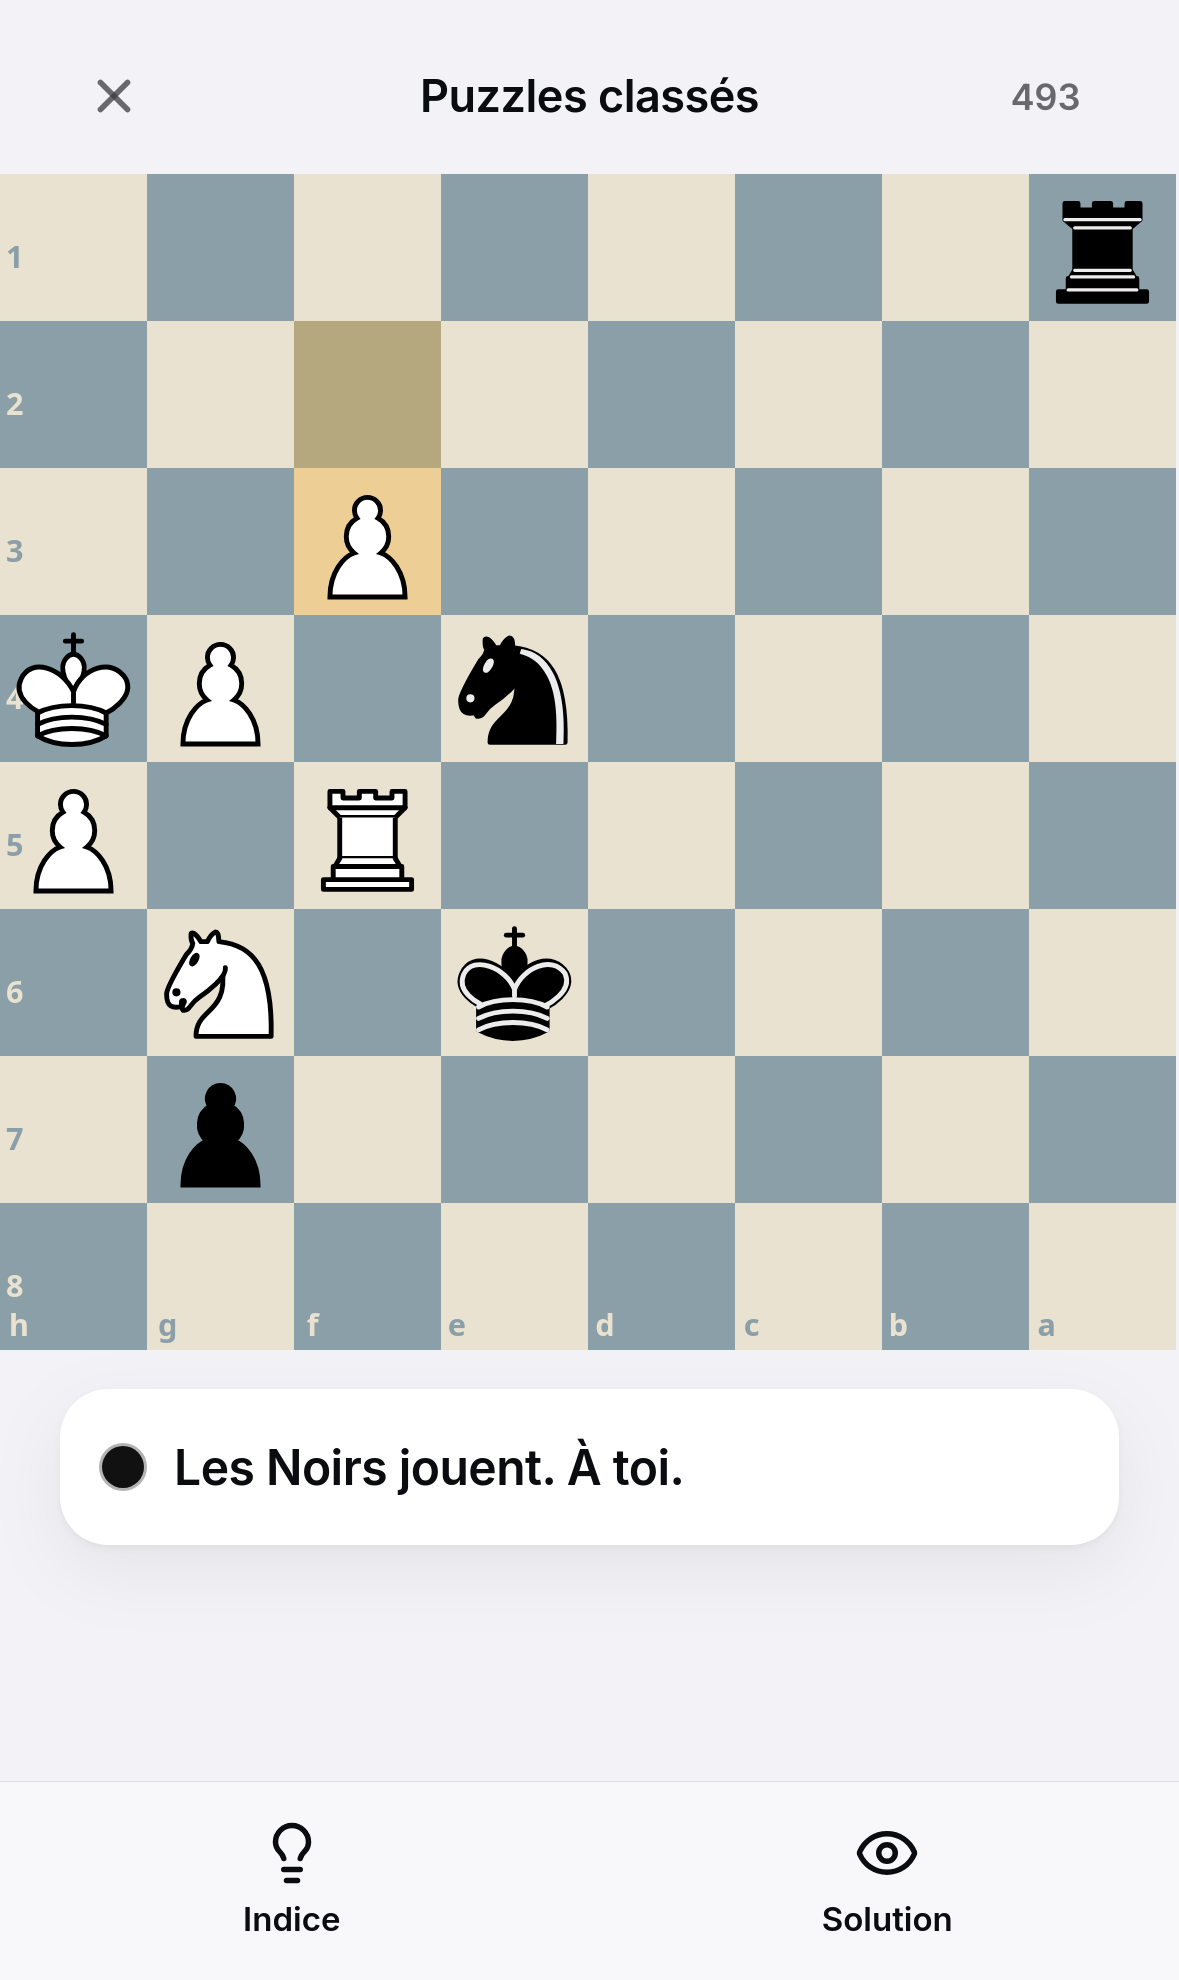 Puzzles classés
493
1
2
3
4
5
6
7
8
h g f e d c b a
Les Noirs jouent. À toi.
Indice
Solution